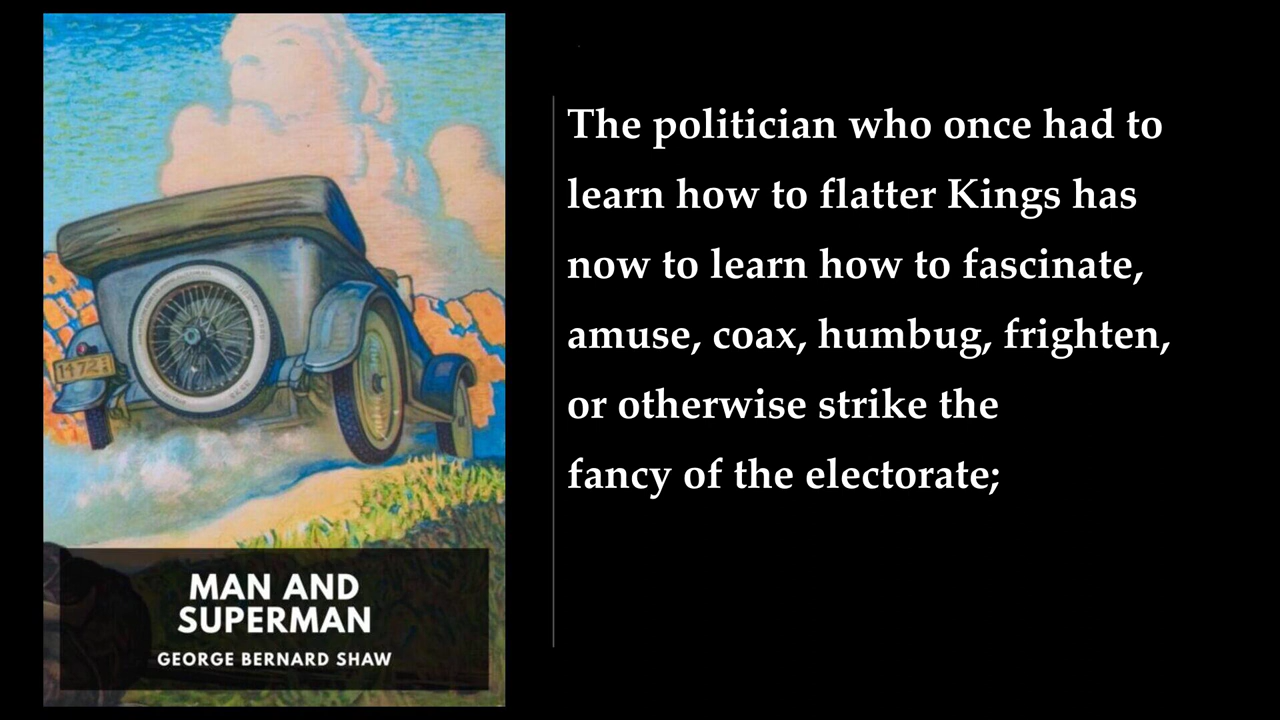 The politician who once had to
learn how to flatter Kings has
now to learn how to fascinate,
amuse, coax, humbug, frighten,
or otherwise strike the
fancy of the electorate;
1472
MAN AND
SUPERMAN
GEORGE BERNARD SHAW